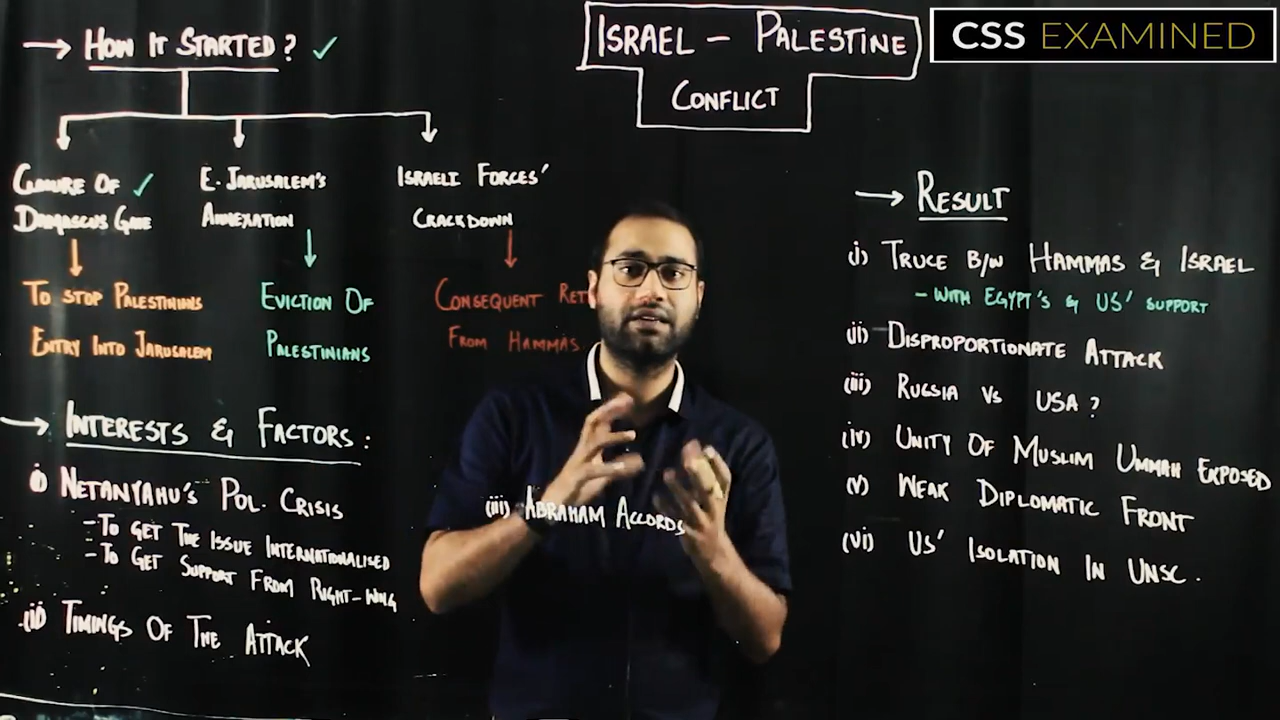 → HOW IT STARTED? ✓
ISRAEL – PALESTINE
CONFLICT
CSS EXAMINED
CLOSURE OF ✓
DAMASCUS GATE
TO STOP PALESTINIANS
ENTRY INTO JARUSALEM
E. JARUSALEM'S
ANNEXATION
EVICTION OF
PALESTINIANS
ISRAELI FORCES'
CRACKDOWN
CONSEQUENT RET
FROM HAMMAS
→ INTERESTS & FACTORS:
(i) NETANYAHU'S POL. CRISIS
- TO GET THE ISSUE INTERNATIONALISED
- TO GET SUPPORT FROM RIGHT-WING
(ii) TIMINGS OF THE ATTACK
(iii) ABRAHAM ACCORDS
→ RESULT
(i) TRUCE B/W HAMMAS & ISRAEL
- WITH EGYPT'S & US' SUPPORT
(ii) DISPROPORTIONATE ATTACK
(iii) RUSSIA VS USA?
(iv) UNITY OF MUSLIM UMMAH EXPOSED
(v) WEAK DIPLOMATIC FRONT
(vi) US' ISOLATION IN UNSC.